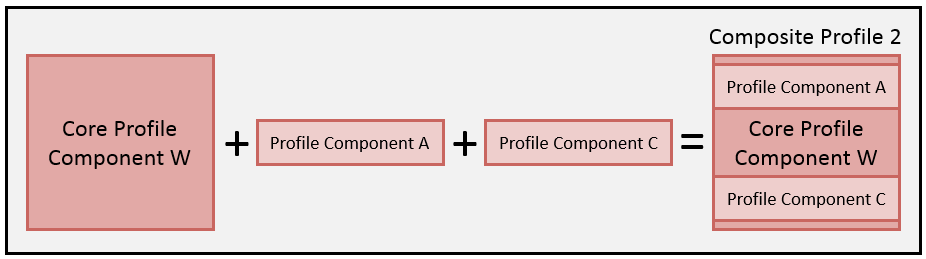 Core Profile
Component W
+
Profile Component A
+
Profile Component C
=
Composite Profile 2
Profile Component A
Core Profile
Component W
Profile Component C